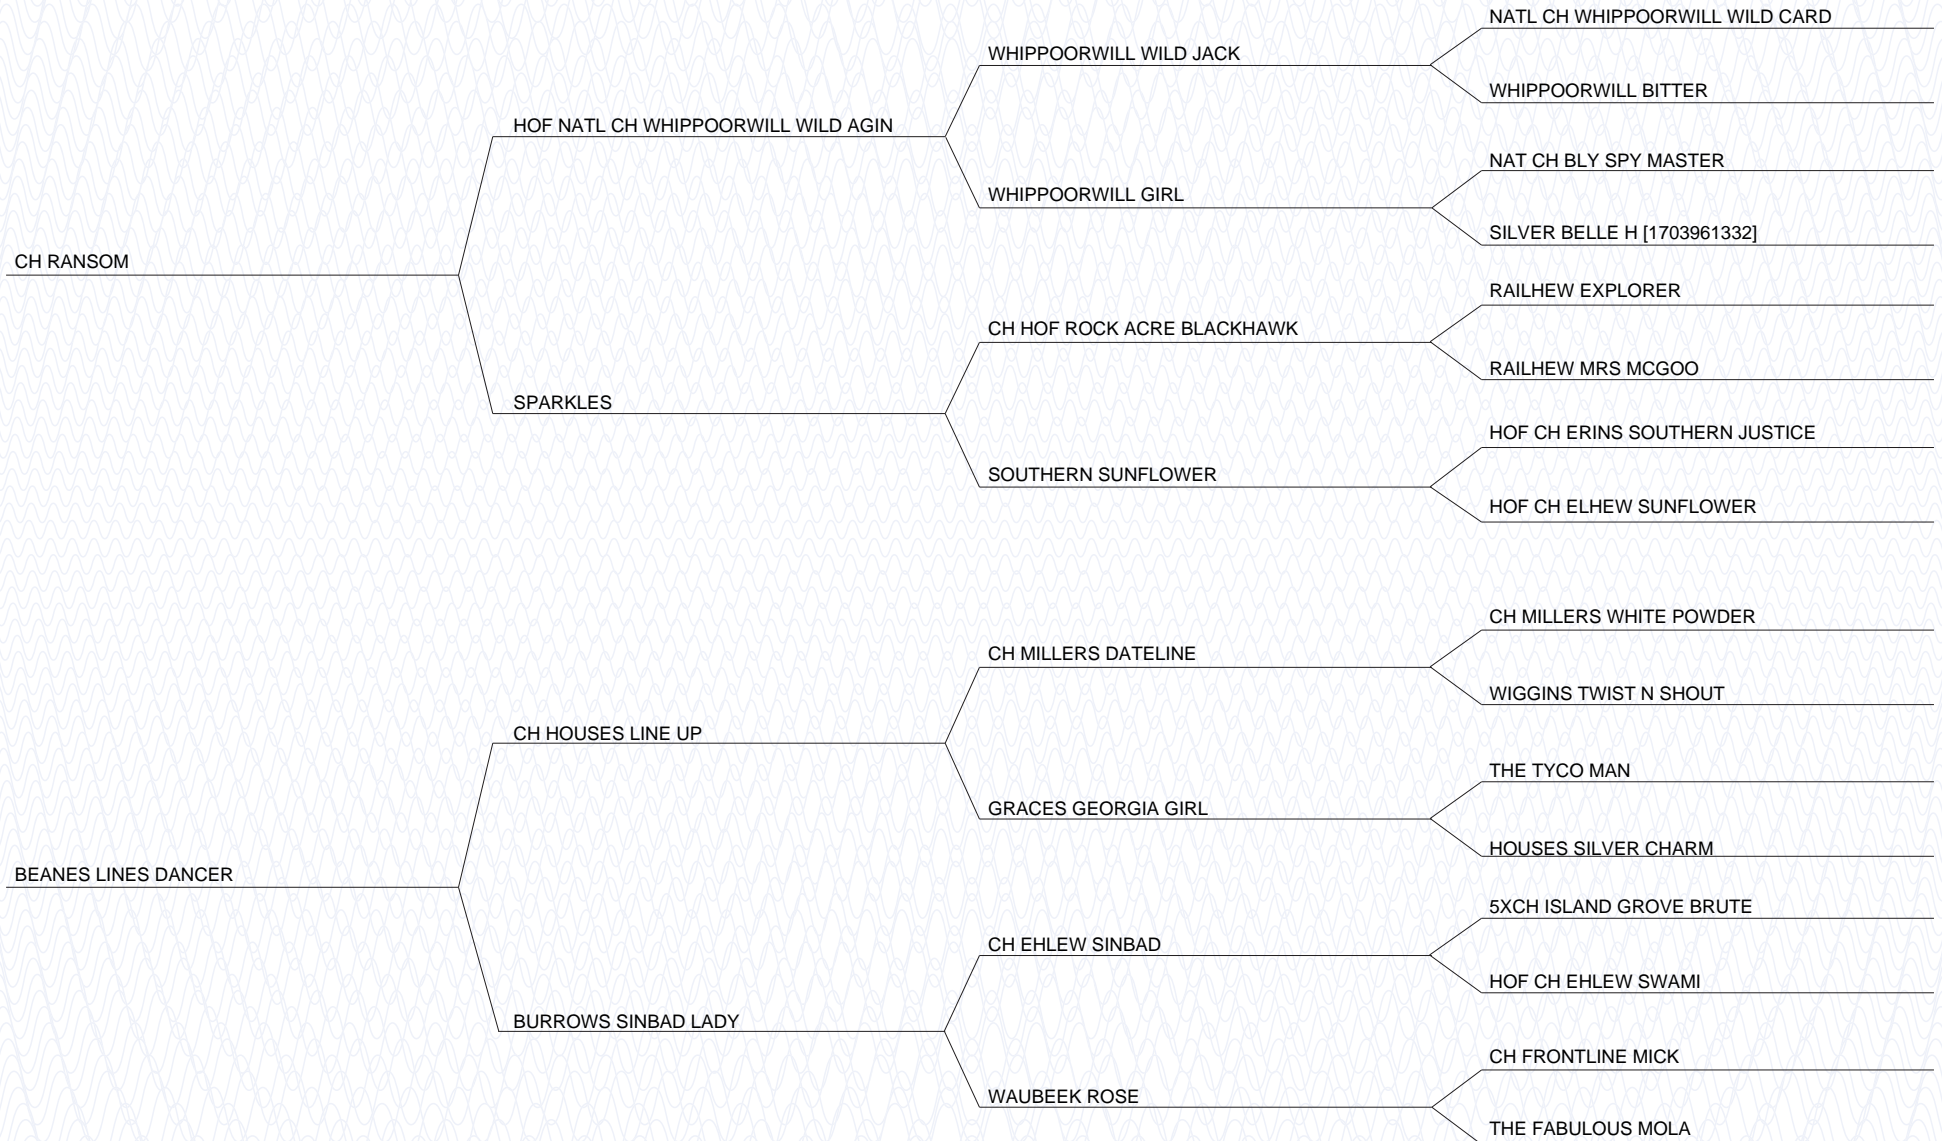 NATL CH WHIPPOORWILL WILD CARD
WHIPPOORWILL WILD JACK
WHIPPOORWILL BITTER
HOF NATL CH WHIPPOORWILL WILD AGIN
NAT CH BLY SPY MASTER
WHIPPOORWILL GIRL
SILVER BELLE H [1703961332]
CH RANSOM
RAILHEW EXPLORER
CH HOF ROCK ACRE BLACKHAWK
RAILHEW MRS MCGOO
SPARKLES
HOF CH ERINS SOUTHERN JUSTICE
SOUTHERN SUNFLOWER
HOF CH ELHEW SUNFLOWER
CH MILLERS WHITE POWDER
CH MILLERS DATELINE
WIGGINS TWIST N SHOUT
CH HOUSES LINE UP
THE TYCO MAN
GRACES GEORGIA GIRL
HOUSES SILVER CHARM
BEANES LINES DANCER
5XCH ISLAND GROVE BRUTE
CH EHLEW SINBAD
HOF CH EHLEW SWAMI
BURROWS SINBAD LADY
CH FRONTLINE MICK
WAUBEEK ROSE
THE FABULOUS MOLA